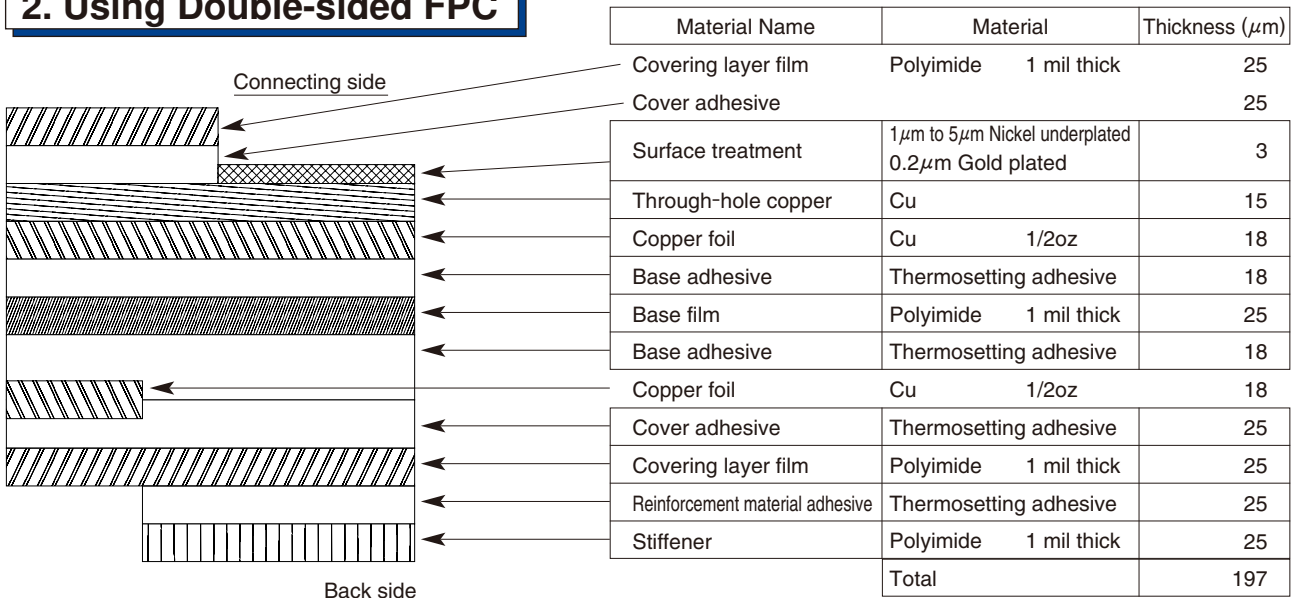 2. Using Double-sided FPC
Connecting side
Back side
Material Name Material Thickness (μm)
Covering layer film Polyimide 1 mil thick 25
Cover adhesive 25
Surface treatment 1μm to 5μm Nickel underplated 3
0.2μm Gold plated
Through-hole copper Cu 15
Copper foil Cu 1/2oz 18
Base adhesive Thermosetting adhesive 18
Base film Polyimide 1 mil thick 25
Base adhesive Thermosetting adhesive 18
Copper foil Cu 1/2oz 18
Cover adhesive Thermosetting adhesive 25
Covering layer film Polyimide 1 mil thick 25
Reinforcement material adhesive Thermosetting adhesive 25
Stiffener Polyimide 1 mil thick 25
Total 197